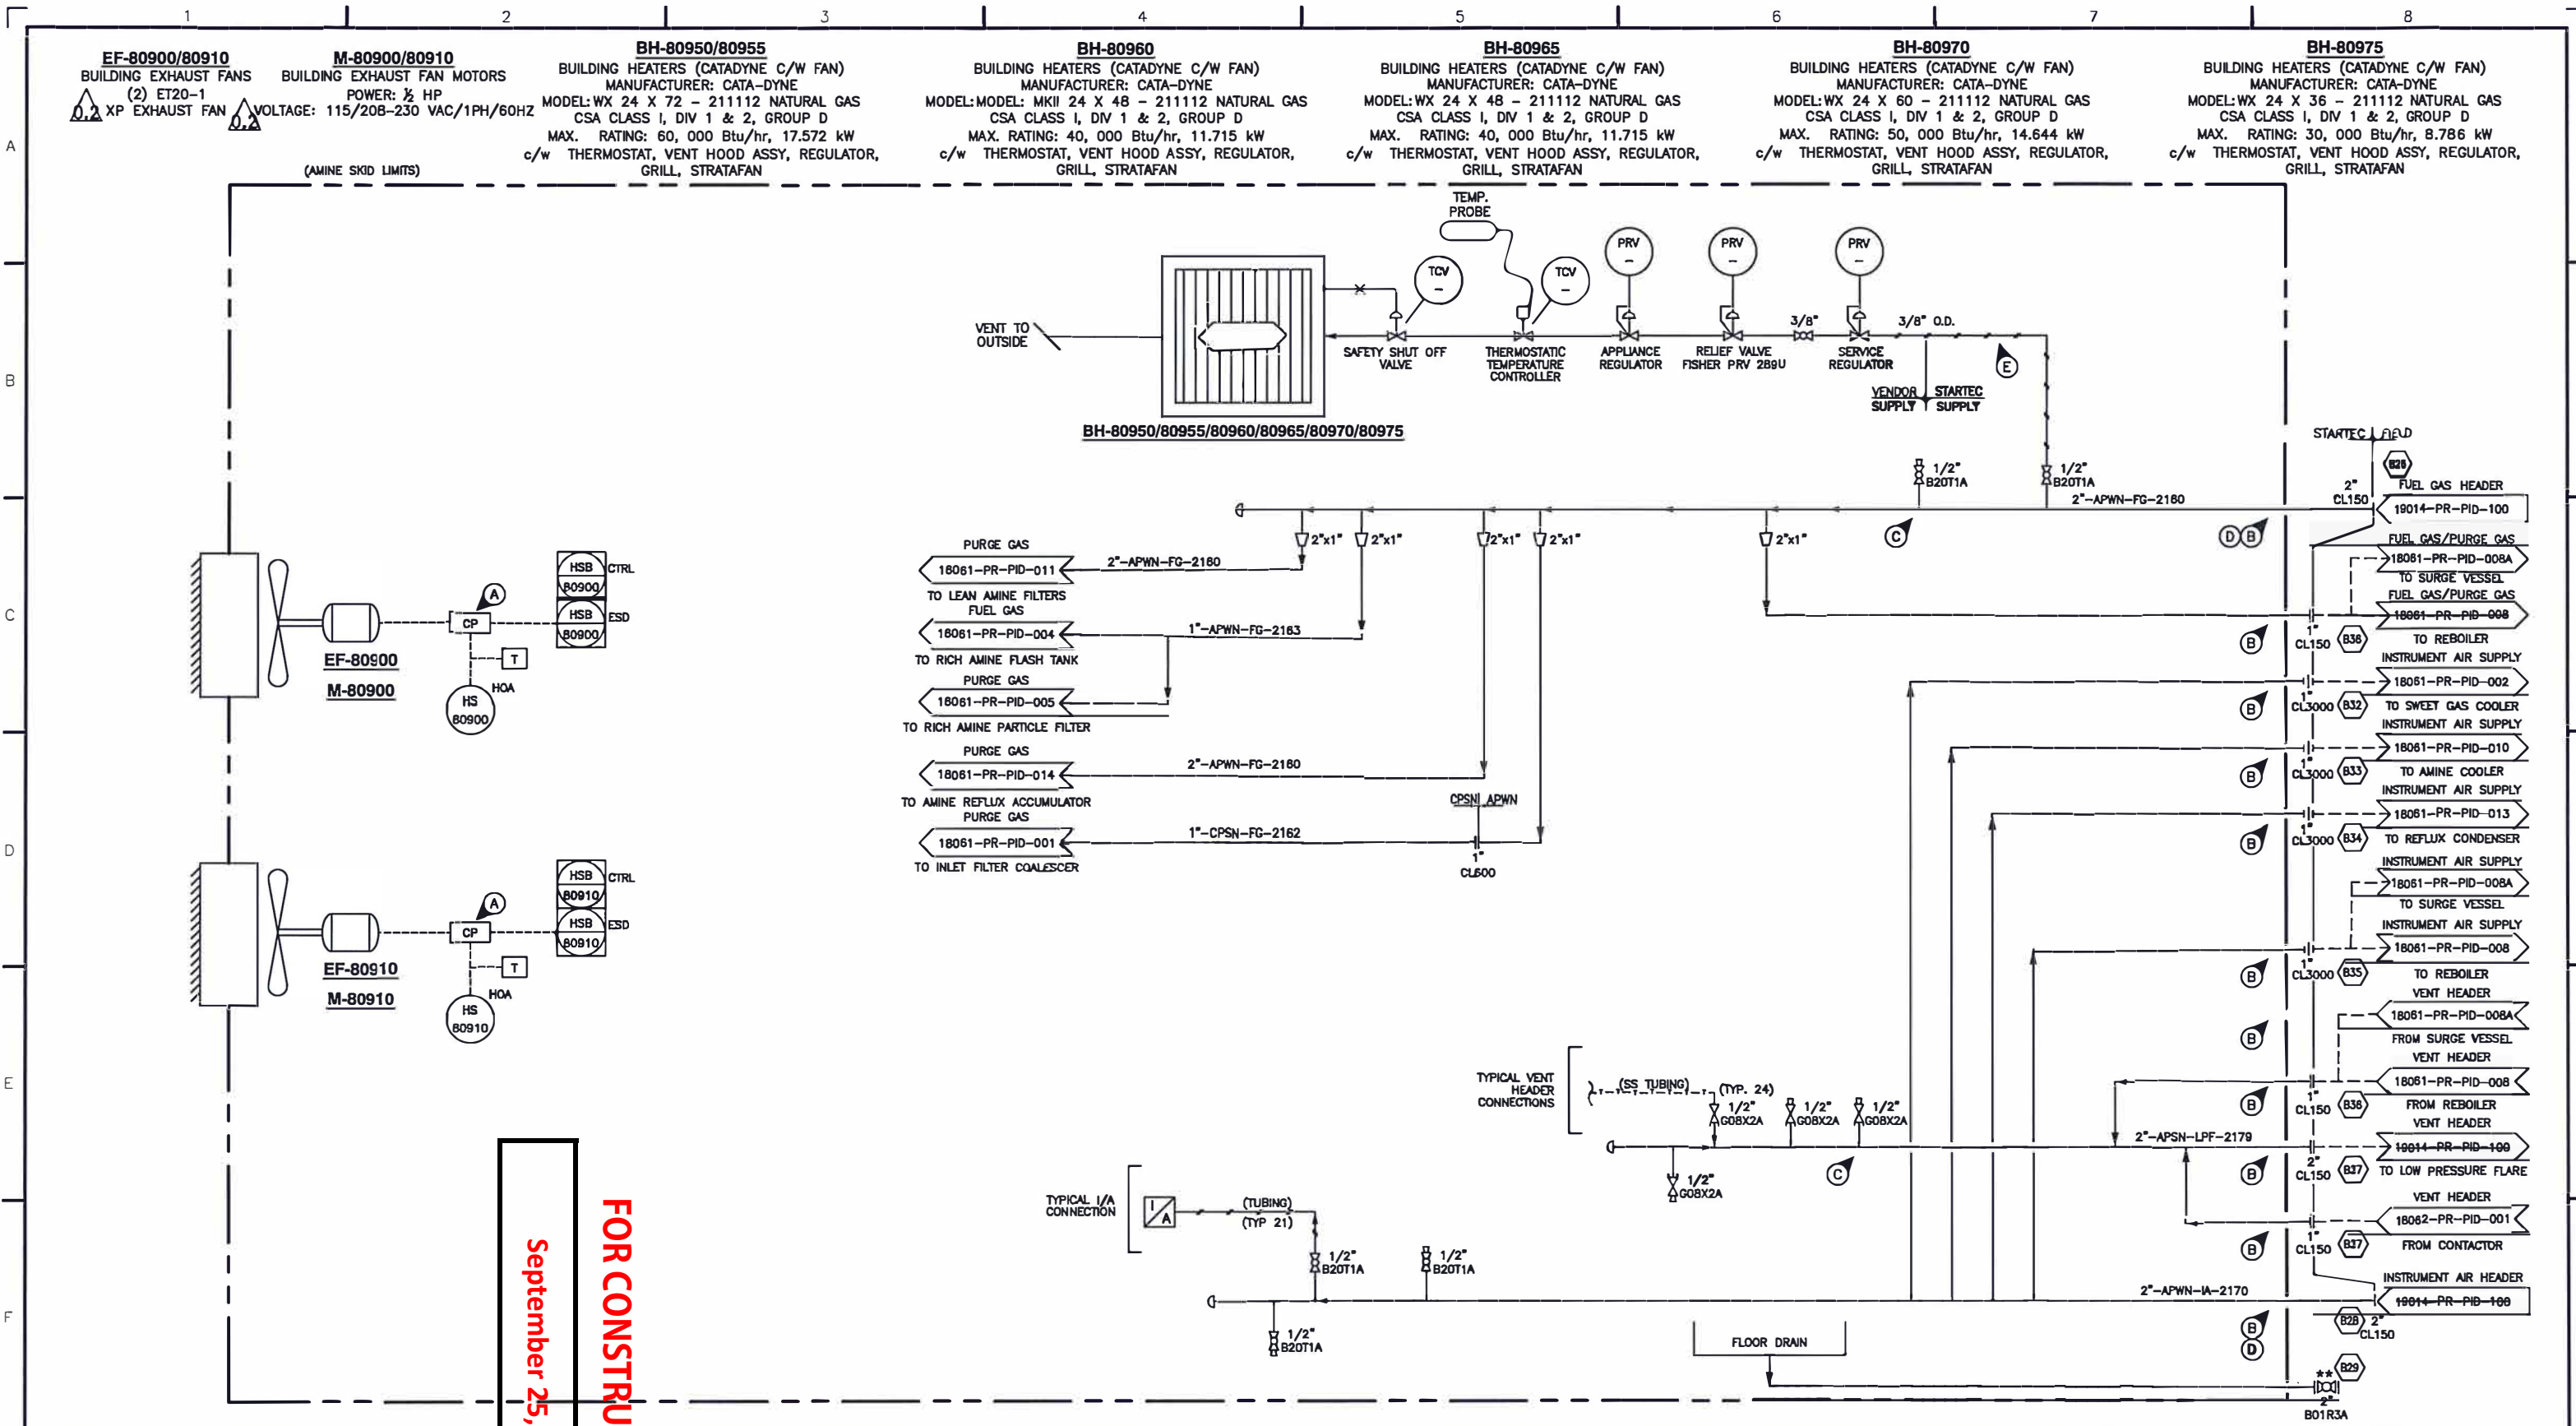 1 2 3 4 5 6 7 8
EF-80900/80910
BUILDING EXHAUST FANS
(2) ET20-1
0.2 XP EXHAUST FAN
M-80900/80910
BUILDING EXHAUST FAN MOTORS
POWER: ½ HP
0.2 VOLTAGE: 115/208-230 VAC/1PH/60HZ
(AMINE SKID LIMITS)
BH-80950/80955
BUILDING HEATERS (CATADYNE C/W FAN)
MANUFACTURER: CATA-DYNE
MODEL: WX 24 X 72 - 211112 NATURAL GAS
CSA CLASS I, DIV 1 & 2, GROUP D
MAX. RATING: 60, 000 Btu/hr, 17.572 kW
c/w THERMOSTAT, VENT HOOD ASSY, REGULATOR,
GRILL, STRATAFAN
BH-80960
BUILDING HEATERS (CATADYNE C/W FAN)
MANUFACTURER: CATA-DYNE
MODEL: MODEL: MKII 24 X 48 - 211112 NATURAL GAS
CSA CLASS I, DIV 1 & 2, GROUP D
MAX. RATING: 40, 000 Btu/hr, 11.715 kW
c/w THERMOSTAT, VENT HOOD ASSY, REGULATOR,
GRILL, STRATAFAN
BH-80965
BUILDING HEATERS (CATADYNE C/W FAN)
MANUFACTURER: CATA-DYNE
MODEL: WX 24 X 48 - 211112 NATURAL GAS
CSA CLASS I, DIV 1 & 2, GROUP D
MAX. RATING: 40, 000 Btu/hr, 11.715 kW
c/w THERMOSTAT, VENT HOOD ASSY, REGULATOR,
GRILL, STRATAFAN
BH-80970
BUILDING HEATERS (CATADYNE C/W FAN)
MANUFACTURER: CATA-DYNE
MODEL: WX 24 X 60 - 211112 NATURAL GAS
CSA CLASS I, DIV 1 & 2, GROUP D
MAX. RATING: 50, 000 Btu/hr, 14.644 kW
c/w THERMOSTAT, VENT HOOD ASSY, REGULATOR,
GRILL, STRATAFAN
BH-80975
BUILDING HEATERS (CATADYNE C/W FAN)
MANUFACTURER: CATA-DYNE
MODEL: WX 24 X 36 - 211112 NATURAL GAS
CSA CLASS I, DIV 1 & 2, GROUP D
MAX. RATING: 30, 000 Btu/hr, 8.786 kW
c/w THERMOSTAT, VENT HOOD ASSY, REGULATOR,
GRILL, STRATAFAN
A
B
C
D
E
F
TEMP.
PROBE
TCV
-
TCV
-
PRV
-
PRV
-
PRV
-
VENT TO
OUTSIDE
SAFETY SHUT OFF
VALVE
THERMOSTATIC
TEMPERATURE
CONTROLLER
APPLIANCE
REGULATOR
RELIEF VALVE
FISHER PRV 289U
3/8"
SERVICE
REGULATOR
3/8" O.D.
E
VENDOR
SUPPLY
STARTEC
SUPPLY
BH-80950/80955/80960/80965/80970/80975
1/2"
B20T1A
1/2"
B20T1A
2"-APWN-FG-2160
C
D B
STARTEC FIELD
2"
CL150
FUEL GAS HEADER
19014-PR-PID-100
2"x1" 2"x1" 2"x1" 2"x1" 2"x1"
PURGE GAS
18061-PR-PID-011
2"-APWN-FG-2160
TO LEAN AMINE FILTERS
FUEL GAS
18061-PR-PID-004
1"-APWN-FG-2163
TO RICH AMINE FLASH TANK
PURGE GAS
18061-PR-PID-005
TO RICH AMINE PARTICLE FILTER
PURGE GAS
18061-PR-PID-014
2"-APWN-FG-2160
TO AMINE REFLUX ACCUMULATOR
PURGE GAS
18061-PR-PID-001
1"-CPSN-FG-2162
CPSN APWN
1"
CL600
TO INLET FILTER COALESCER
HSB
80900
CTRL
HSB
80900
ESD
A
CP
T
HOA
HS
80900
EF-80900
M-80900
HSB
80910
CTRL
HSB
80910
ESD
A
CP
T
HOA
HS
80910
EF-80910
M-80910
FUEL GAS/PURGE GAS
18061-PR-PID-008A
TO SURGE VESSEL
FUEL GAS/PURGE GAS
18061-PR-PID-008
B
1"
CL150
B36
TO REBOILER
INSTRUMENT AIR SUPPLY
18061-PR-PID-002
B
1"
CL3000
B32
TO SWEET GAS COOLER
INSTRUMENT AIR SUPPLY
18061-PR-PID-010
B
1"
CL3000
B33
TO AMINE COOLER
INSTRUMENT AIR SUPPLY
18061-PR-PID-013
B
1"
CL3000
B34
TO REFLUX CONDENSER
INSTRUMENT AIR SUPPLY
18061-PR-PID-008A
TO SURGE VESSEL
INSTRUMENT AIR SUPPLY
18061-PR-PID-008
B
1"
CL3000
B35
TO REBOILER
VENT HEADER
18061-PR-PID-008A
B
FROM SURGE VESSEL
VENT HEADER
18061-PR-PID-008
B
1"
CL150
FROM REBOILER
VENT HEADER
2"-APSN-LPF-2179
19014-PR-PID-100
B
2"
CL150
B37
TO LOW PRESSURE FLARE
VENT HEADER
18062-PR-PID-001
B
1"
CL150
B37
FROM CONTACTOR
INSTRUMENT AIR HEADER
2"-APWN-IA-2170
19014-PR-PID-100
B
D
B28
2"
CL150
TYPICAL VENT
HEADER
CONNECTIONS
(SS TUBING)
(TYP. 24)
1/2"
G08X2A
1/2"
G08X2A
1/2"
G08X2A
1/2"
G08X2A
C
TYPICAL I/A
CONNECTION
I/A
(TUBING)
(TYP 21)
1/2"
B20T1A
1/2"
B20T1A
1/2"
B20T1A
FLOOR DRAIN
B29
**
2"
B01R3A
FOR CONSTRU
September 25,